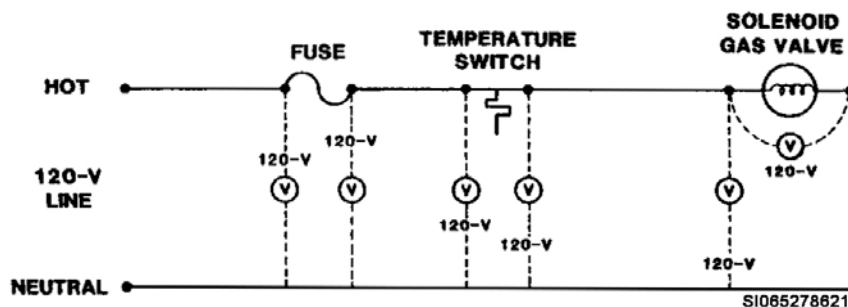 SOLENOID
GAS VALVE
TEMPERATURE
SWITCH
FUSE
HOT
120-V
120-V
V
120-V
120-V
LINE
V
V
V
V
V
120-V
120-V
120-V
NEUTRAL
SI065278621